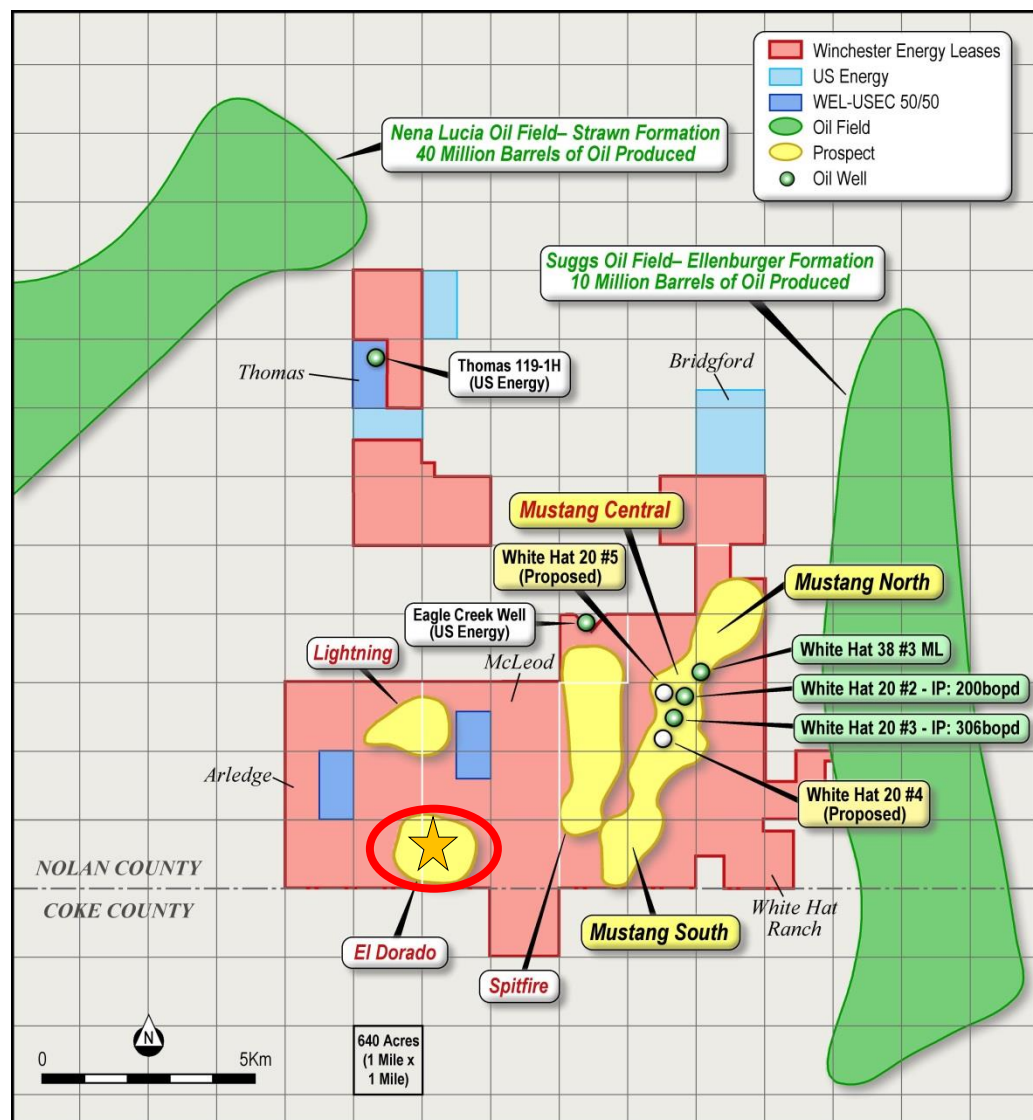 Winchester Energy Leases
US Energy
WEL-USEC 50/50
Oil Field
Prospect
Oil Well
Nena Lucia Oil Field– Strawn Formation
40 Million Barrels of Oil Produced
Suggs Oil Field– Ellenburger Formation
10 Million Barrels of Oil Produced
Thomas
Thomas 119-1H
(US Energy)
Bridgford
Mustang Central
White Hat 20 #5
(Proposed)
Mustang North
Eagle Creek Well
(US Energy)
White Hat 38 #3 ML
Lightning
McLeod
White Hat 20 #2 - IP: 200bopd
White Hat 20 #3 - IP: 306bopd
Arledge
White Hat 20 #4
(Proposed)
NOLAN COUNTY
COKE COUNTY
White Hat
Ranch
Mustang South
El Dorado
Spitfire
N
0
5Km
640 Acres
(1 Mile x
1 Mile)